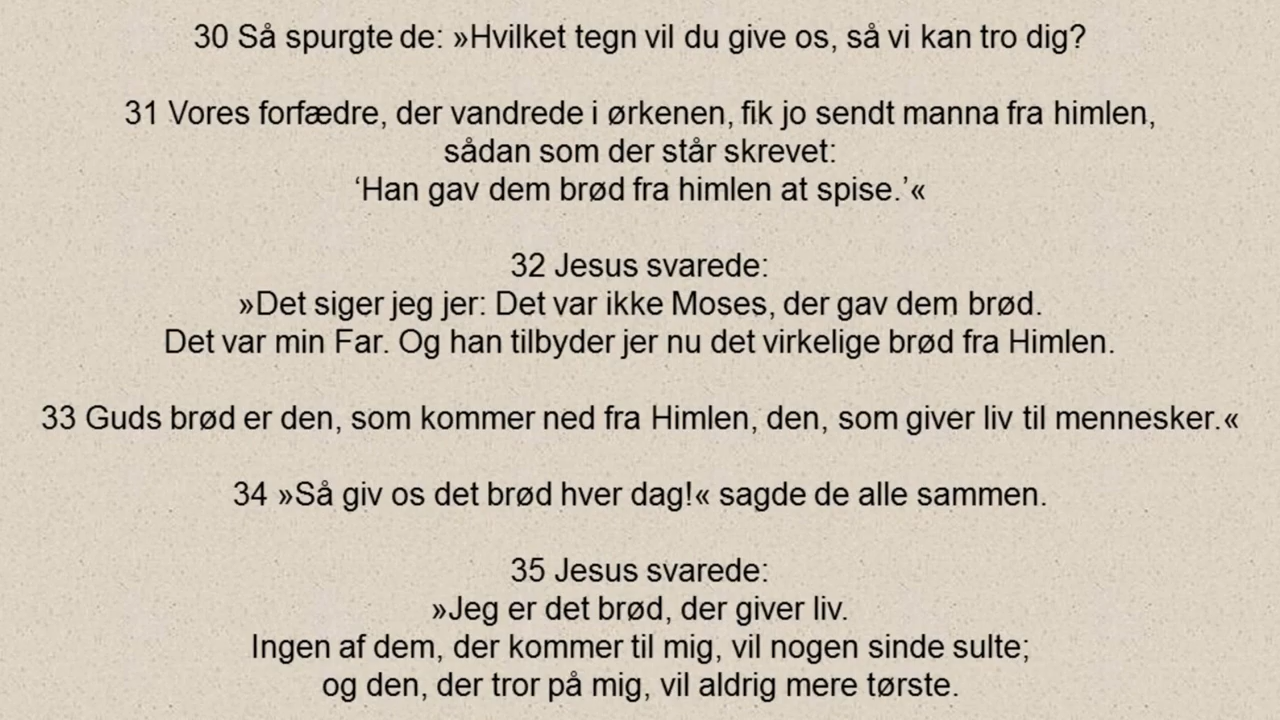 30 Så spurgte de: »Hvilket tegn vil du give os, så vi kan tro dig?
31 Vores forfædre, der vandrede i ørkenen, fik jo sendt manna fra himlen,
sådan som der står skrevet:
‘Han gav dem brød fra himlen at spise.’«
32 Jesus svarede:
»Det siger jeg jer: Det var ikke Moses, der gav dem brød.
Det var min Far. Og han tilbyder jer nu det virkelige brød fra Himlen.
33 Guds brød er den, som kommer ned fra Himlen, den, som giver liv til mennesker.«
34 »Så giv os det brød hver dag!« sagde de alle sammen.
35 Jesus svarede:
»Jeg er det brød, der giver liv.
Ingen af dem, der kommer til mig, vil nogen sinde sulte;
og den, der tror på mig, vil aldrig mere tørste.